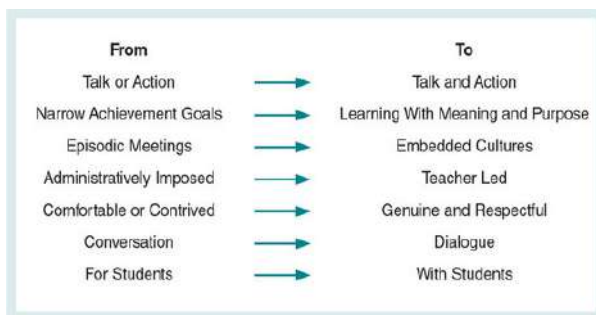 From To
Talk or Action Talk and Action
Narrow Achievement Goals Learning With Meaning and Purpose
Episodic Meetings Embedded Cultures
Administratively Imposed Teacher Led
Comfortable or Contrived Genuine and Respectful
Conversation Dialogue
For Students With Students